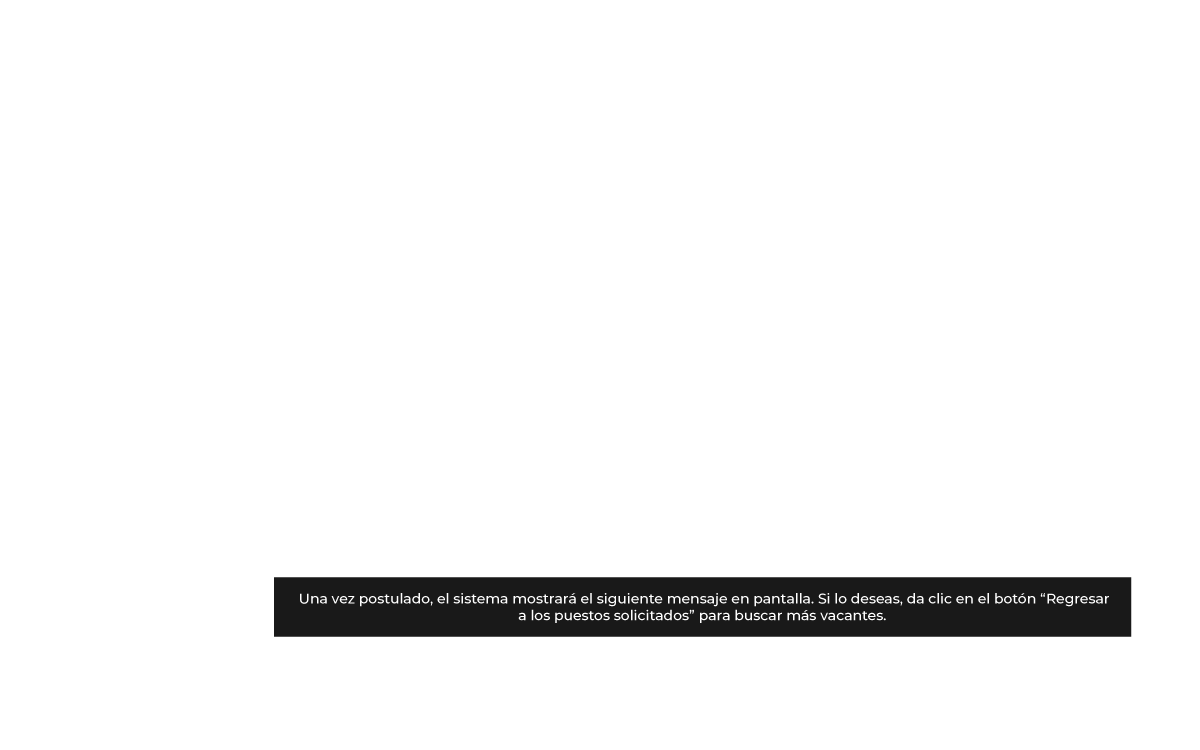 Una vez postulado, el sistema mostrará el siguiente mensaje en pantalla. Si lo deseas, da clic en el botón “Regresar
a los puestos solicitados” para buscar más vacantes.